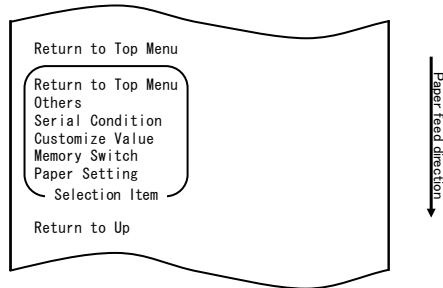 Return to Top Menu
Return to Top Menu
Others
Serial Condition
Customize Value
Memory Switch
Paper Setting
Selection Item
Return to Up
Paper feed direction